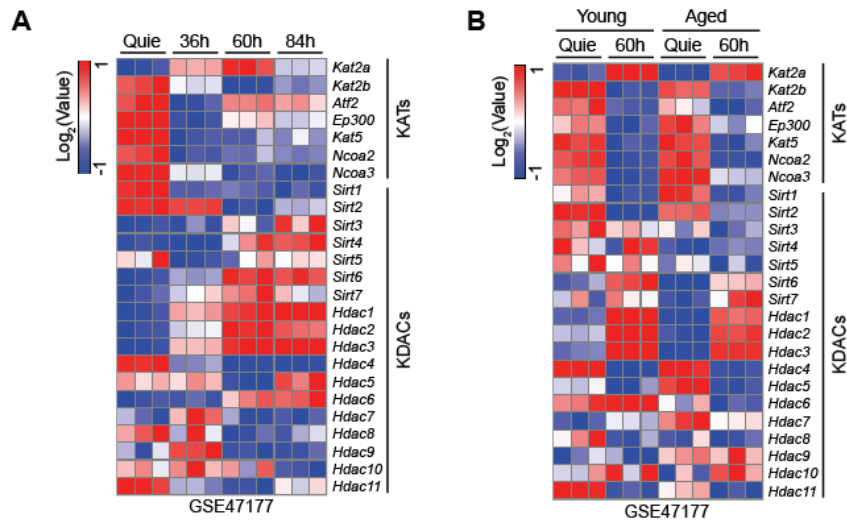 A
Quie 36h 60h 84h
1
Log2(Value)
-1
Kat2a
Kat2b
Atf2
Ep300
Kat5
Ncoa2
Ncoa3
Sirt1
Sirt2
Sirt3
Sirt4
Sirt5
Sirt6
Sirt7
Hdac1
Hdac2
Hdac3
Hdac4
Hdac5
Hdac6
Hdac7
Hdac8
Hdac9
Hdac10
Hdac11
KATs
KDACs
GSE47177
B
Young Aged
Quie 60h Quie 60h
1
Log2(Value)
-1
Kat2a
Kat2b
Atf2
Ep300
Kat5
Ncoa2
Ncoa3
Sirt1
Sirt2
Sirt3
Sirt4
Sirt5
Sirt6
Sirt7
Hdac1
Hdac2
Hdac3
Hdac4
Hdac5
Hdac6
Hdac7
Hdac8
Hdac9
Hdac10
Hdac11
KATs
KDACs
GSE47177